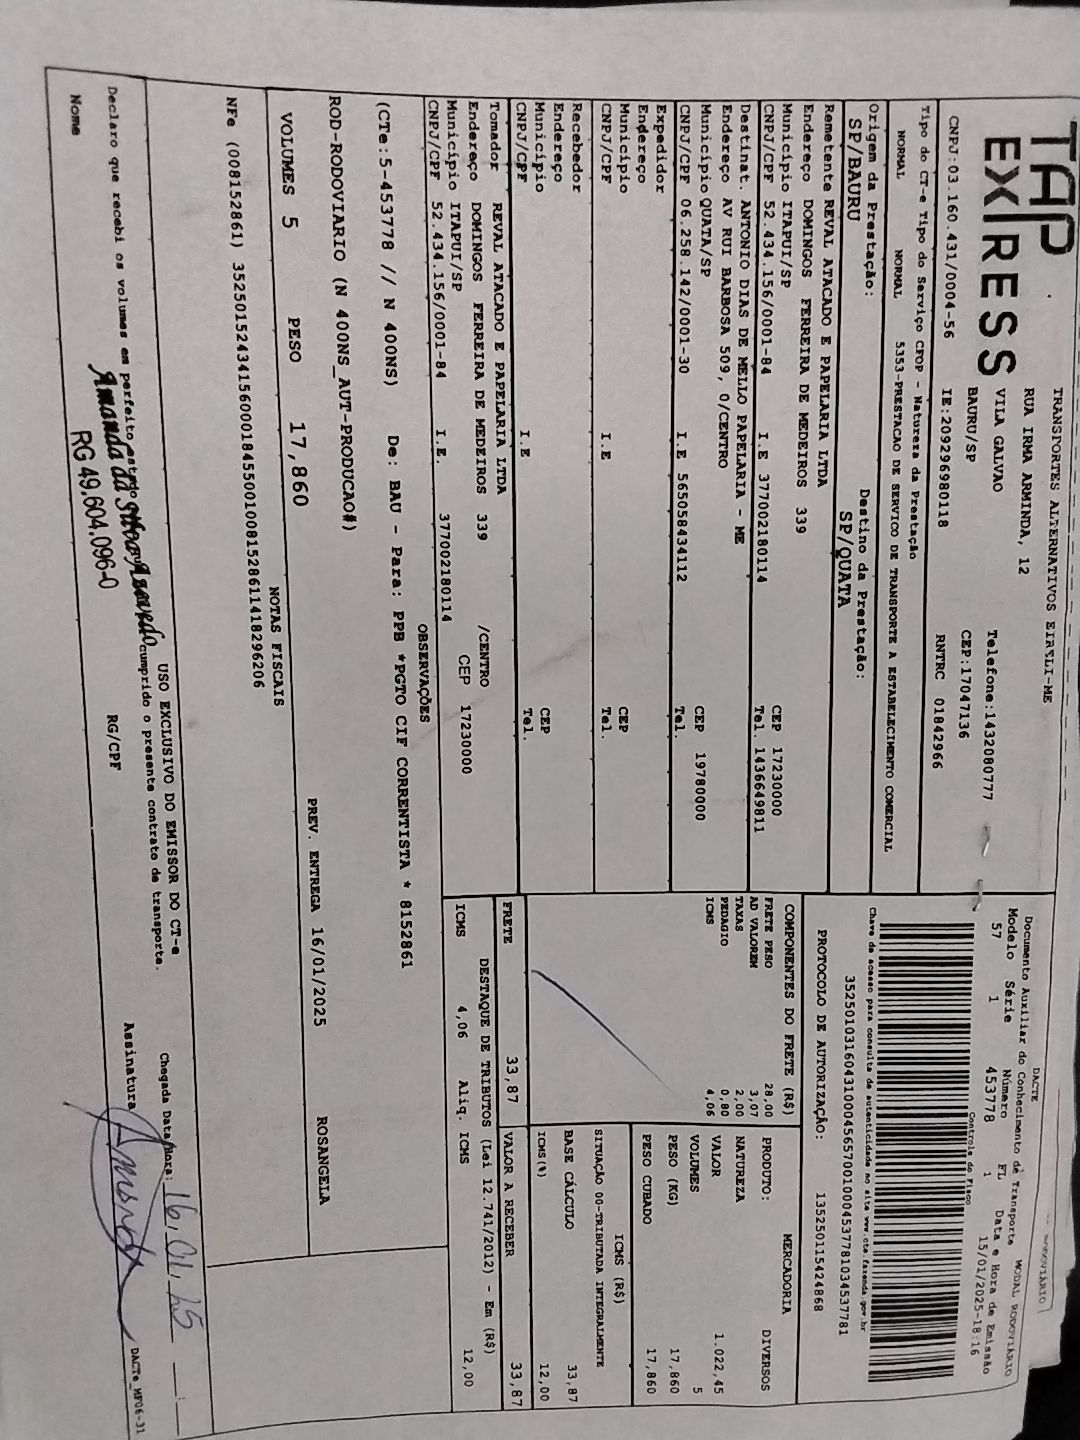 TAP
EXPRESS
TRANSPORTES ALTERNATIVOS EIRELI-ME
RUA IRMA ARMINDA, 12
VILA GALVAO
BAURU/SP
Telefone:1432080777
CEP:17047136
CNPJ:03.160.431/0004-56 IE:209296980118 RNTRC 01842966
RODOVIÁRIO
DACTE
Documento Auxiliar do Conhecimento de Transporte MODAL RODOVIÁRIO
Modelo Série Número FL Data e Hora de Emissão
57 1 453778 1 15/01/2025-18:16
Controle do Fisco
Chave de acesso para consulta de autenticidade no site www.cte.fazenda.gov.br
PROTOCOLO DE AUTORIZAÇÃO: 135250115424868
Tipo do CT-e Tipo do Serviço CFOP - Natureza da Prestação
NORMAL NORMAL 5353-PRESTACAO DE SERVICO DE TRANSPORTE A ESTABELECIMENTO COMERCIAL
Origem da Prestação: Destino da Prestação:
SP/BAURU SP/QUATA
Remetente REVAL ATACADO E PAPELARIA LTDA
Endereço DOMINGOS FERREIRA DE MEDEIROS 339
Município ITAPUI/SP CEP 17230000
CNPJ/CPF 52.434.156/0001-84 I.E 377002180114 Tel. 1436649811
Destinat. ANTONIO DIAS DE MELLO PAPELARIA - ME
Endereço AV RUI BARBOSA 509, 0/CENTRO
Município QUATA/SP CEP 19780000
CNPJ/CPF 06.258.142/0001-30 I.E 565058434112 Tel.
Expedidor
Endereço
Município CEP
CNPJ/CPF I.E Tel.
Recebedor
Endereço
Município CEP
CNPJ/CPF I.E Tel.
Tomador REVAL ATACADO E PAPELARIA LTDA
Endereço DOMINGOS FERREIRA DE MEDEIROS 339 /CENTRO
Município ITAPUI/SP CEP 17230000
CNPJ/CPF 52.434.156/0001-84 I.E. 377002180114
COMPONENTES DO FRETE (R$)
FRETE PESO 28,00
AD VALOREM 3,07
TAXAS 2,00
PEDAGIO 0,80
ICMS 4,06
MERCADORIA
PRODUTO: DIVERSOS
NATUREZA
VALOR 1.022,45
VOLUMES 5
PESO (KG) 17,860
PESO CUBADO 17,860
ICMS (R$)
SITUAÇÃO 00-TRIBUTADA INTEGRALMENTE
BASE CÁLCULO 33,87
ICMS(%) 12,00
FRETE 33,87 VALOR A RECEBER 33,87
DESTAQUE DE TRIBUTOS (Lei 12.741/2012) - Em (R$)
ICMS 4,06 Aliq. ICMS 12,00
OBSERVAÇÕES
(CTe:5-453778 // N 400NS) De: BAU - Para: PPB *PGTO CIF CORRENTISTA * 8152861
ROD-RODOVIARIO (N 400NS_AUT-PRODUCAO#)
VOLUMES 5 PESO 17,860 PREV. ENTREGA 16/01/2025 ROSANGELA
NOTAS FISCAIS
USO EXCLUSIVO DO EMISSOR DO CT-e
Chegada Data/Hora: 16/01/25 __:__
Declaro que recebi os volumes em perfeito estado cumprido o presente contrato de transporte.
Nome Amanda da Silva Azevedo
RG 49.604.096-0
RG/CPF
Assinatura
DACTe_MF06-31